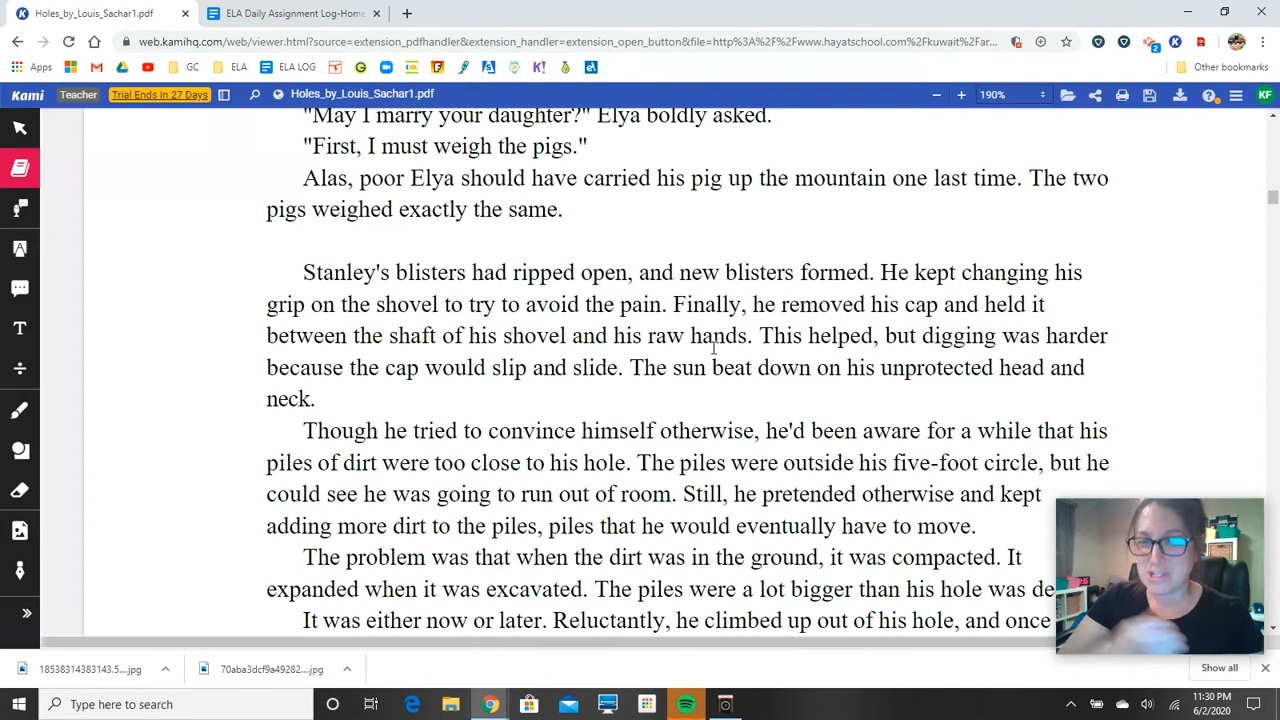 Holes_by_Louis_Sachar1.pdf
ELA Daily Assignment Log-Home
web.kamihq.com/web/viewer.html?source=extension_pdfhandler&extension_handler=extension_open_button&file=http%3A%2F%2Fwww.hayatschool.com%2Fkuwait%2Far...
Apps GC ELA ELA LOG Other bookmarks
Kami Teacher Trial Ends In 27 Days Holes_by_Louis_Sachar1.pdf 190% KF
"May I marry your daughter?" Elya boldly asked.
"First, I must weigh the pigs."
Alas, poor Elya should have carried his pig up the mountain one last time. The two
pigs weighed exactly the same.
Stanley's blisters had ripped open, and new blisters formed. He kept changing his
grip on the shovel to try to avoid the pain. Finally, he removed his cap and held it
between the shaft of his shovel and his raw hands. This helped, but digging was harder
because the cap would slip and slide. The sun beat down on his unprotected head and
neck.
Though he tried to convince himself otherwise, he'd been aware for a while that his
piles of dirt were too close to his hole. The piles were outside his five-foot circle, but he
could see he was going to run out of room. Still, he pretended otherwise and kept
adding more dirt to the piles, piles that he would eventually have to move.
The problem was that when the dirt was in the ground, it was compacted. It
expanded when it was excavated. The piles were a lot bigger than his hole was de
It was either now or later. Reluctantly, he climbed up out of his hole, and once
18538314383143.5....jpg
70aba3dcf9a49282....jpg
Show all
Type here to search
11:30 PM
6/2/2020